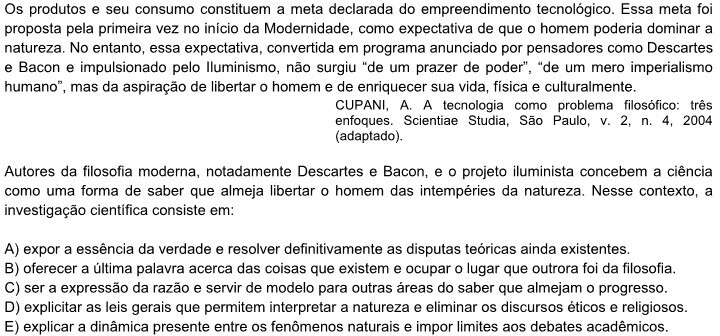 Os produtos e seu consumo constituem a meta declarada do empreendimento tecnológico. Essa meta foi
proposta pela primeira vez no início da Modernidade, como expectativa de que o homem poderia dominar a
natureza. No entanto, essa expectativa, convertida em programa anunciado por pensadores como Descartes
e Bacon e impulsionado pelo Iluminismo, não surgiu “de um prazer de poder”, “de um mero imperialismo
humano”, mas da aspiração de libertar o homem e de enriquecer sua vida, física e culturalmente.
CUPANI, A. A tecnologia como problema filosófico: três
enfoques. Scientiae Studia, São Paulo, v. 2, n. 4, 2004
(adaptado).
Autores da filosofia moderna, notadamente Descartes e Bacon, e o projeto iluminista concebem a ciência
como uma forma de saber que almeja libertar o homem das intempéries da natureza. Nesse contexto, a
investigação científica consiste em:
A) expor a essência da verdade e resolver definitivamente as disputas teóricas ainda existentes.
B) oferecer a última palavra acerca das coisas que existem e ocupar o lugar que outrora foi da filosofia.
C) ser a expressão da razão e servir de modelo para outras áreas do saber que almejam o progresso.
D) explicitar as leis gerais que permitem interpretar a natureza e eliminar os discursos éticos e religiosos.
E) explicar a dinâmica presente entre os fenômenos naturais e impor limites aos debates acadêmicos.